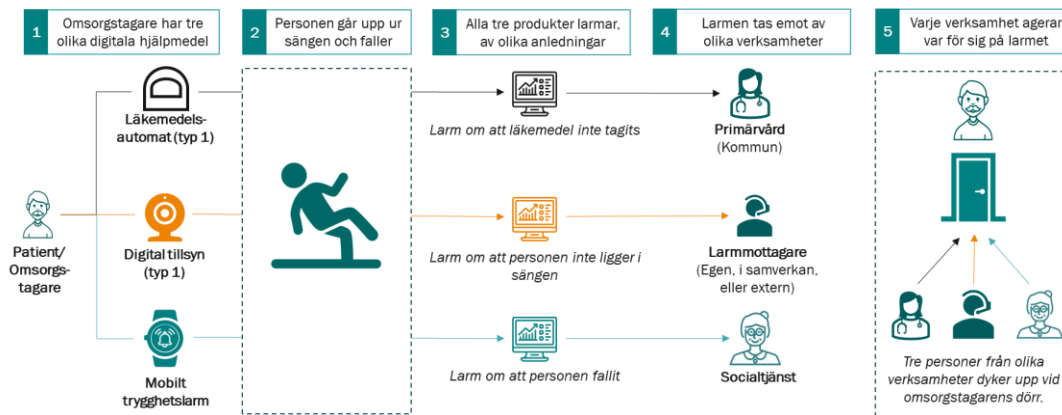 1
Omsorgstagare har tre
olika digitala hjälpmedel
2
Personen går upp ur
sängen och faller
3
Alla tre produkter larmar,
av olika anledningar
4
Larmen tas emot av
olika verksamheter
5
Varje verksamhet agerar
var för sig på larmet
Läkemedels-
automat (typ 1)
Larm om att läkemedel inte tagits
Primärvård
(Kommun)
Patient/
Omsorgs-
tagare
Digital tillsyn
(typ 1)
Larm om att personen inte ligger i
sängen
Larmmottagare
(Egen, i samverkan,
eller extern)
Mobilt
trygghetslarm
Larm om att personen fallit
Socialtjänst
Tre personer från olika
verksamheter dyker upp vid
omsorgstagarens dörr.